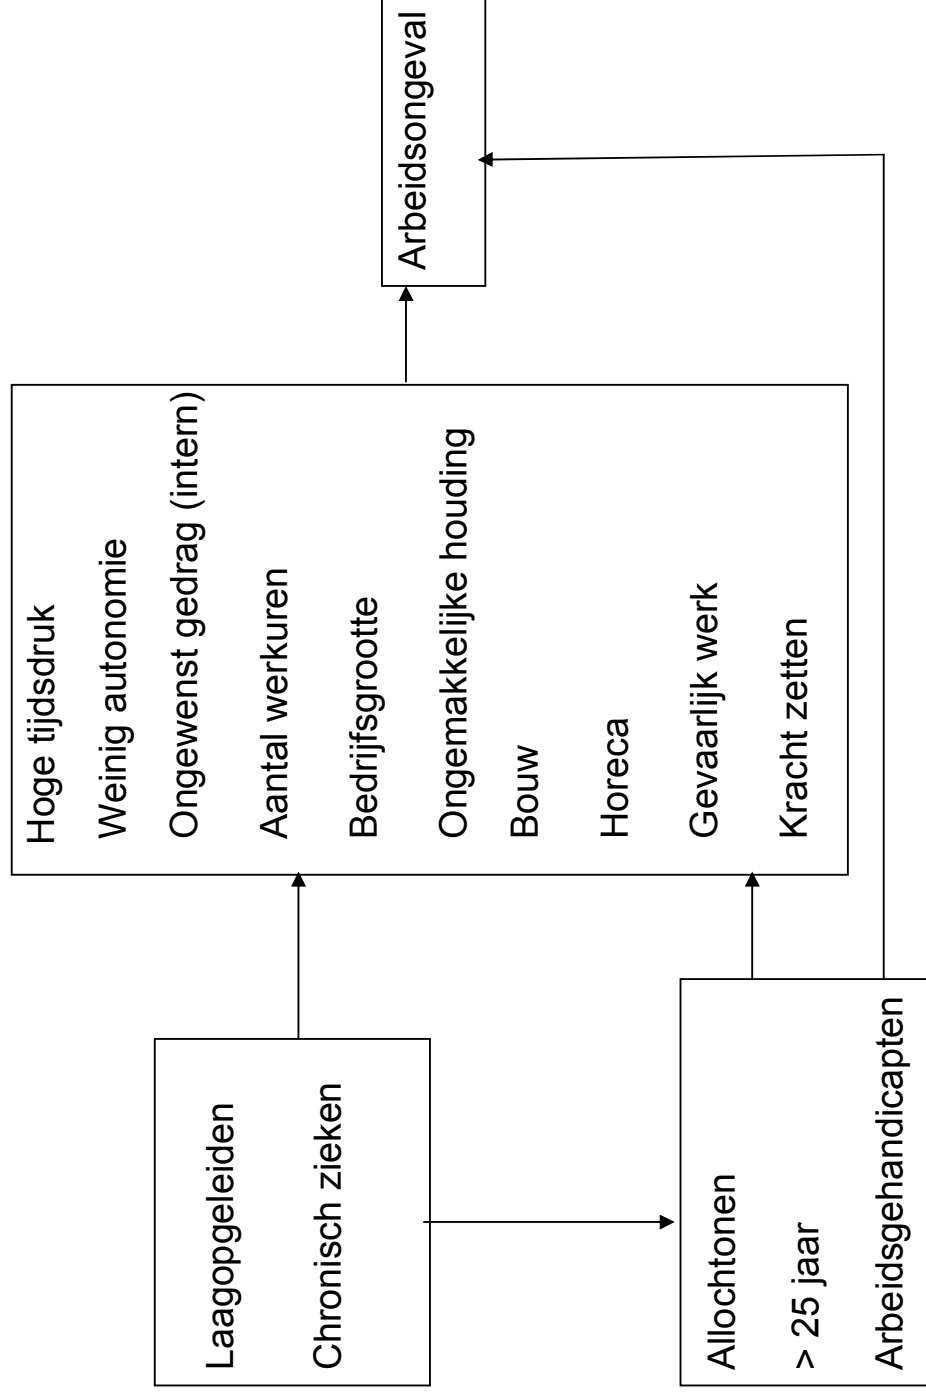 Laagopgeleiden
Chronisch zieken
Allochtonen
> 25 jaar
Arbeidsgehandicapten
Hoge tijdsdruk
Weinig autonomie
Ongewenst gedrag (intern)
Aantal werkuren
Bedrijfsgrootte
Ongemakkelijke houding
Bouw
Horeca
Gevaarlijk werk
Kracht zetten
Arbeidsongeval